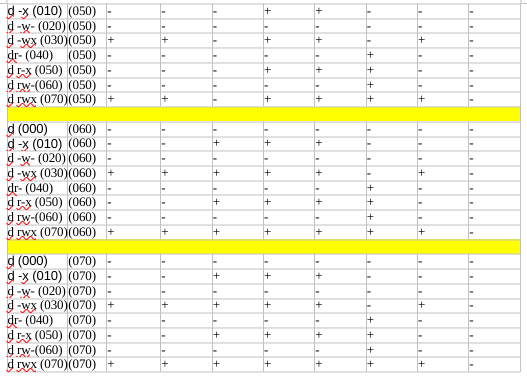 d -x (010) (050) - - - + + - - -
d -w- (020) (050) - - - - - - - -
d -wx (030) (050) + + - + + - + -
dr- (040) (050) - - - - - + - -
d r-x (050) (050) - - - + + + - -
d rw-(060) (050) - - - - - + - -
d rwx (070) (050) + + - + + + + -
d (000) (060) - - - - - - - -
d -x (010) (060) - - + + + - - -
d -w- (020) (060) - - - - - - - -
d -wx (030) (060) + + + + + - + -
dr- (040) (060) - - - - - + - -
d r-x (050) (060) - - + + + + - -
d rw-(060) (060) - - - - - + - -
d rwx (070) (060) + + + + + + + -
d (000) (070) - - - - - - - -
d -x (010) (070) - - + + + - - -
d -w- (020) (070) - - - - - - - -
d -wx (030) (070) + + + + + - + -
dr- (040) (070) - - - - - + - -
d r-x (050) (070) - - + + + + - -
d rw-(060) (070) - - - - - + - -
d rwx (070) (070) + + + + + + + -